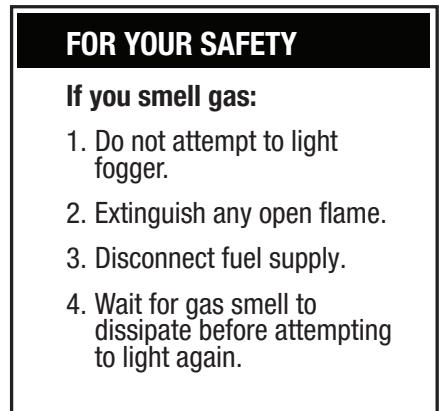 FOR YOUR SAFETY
If you smell gas:
1. Do not attempt to light
fogger.
2. Extinguish any open flame.
3. Disconnect fuel supply.
4. Wait for gas smell to
dissipate before attempting
to light again.